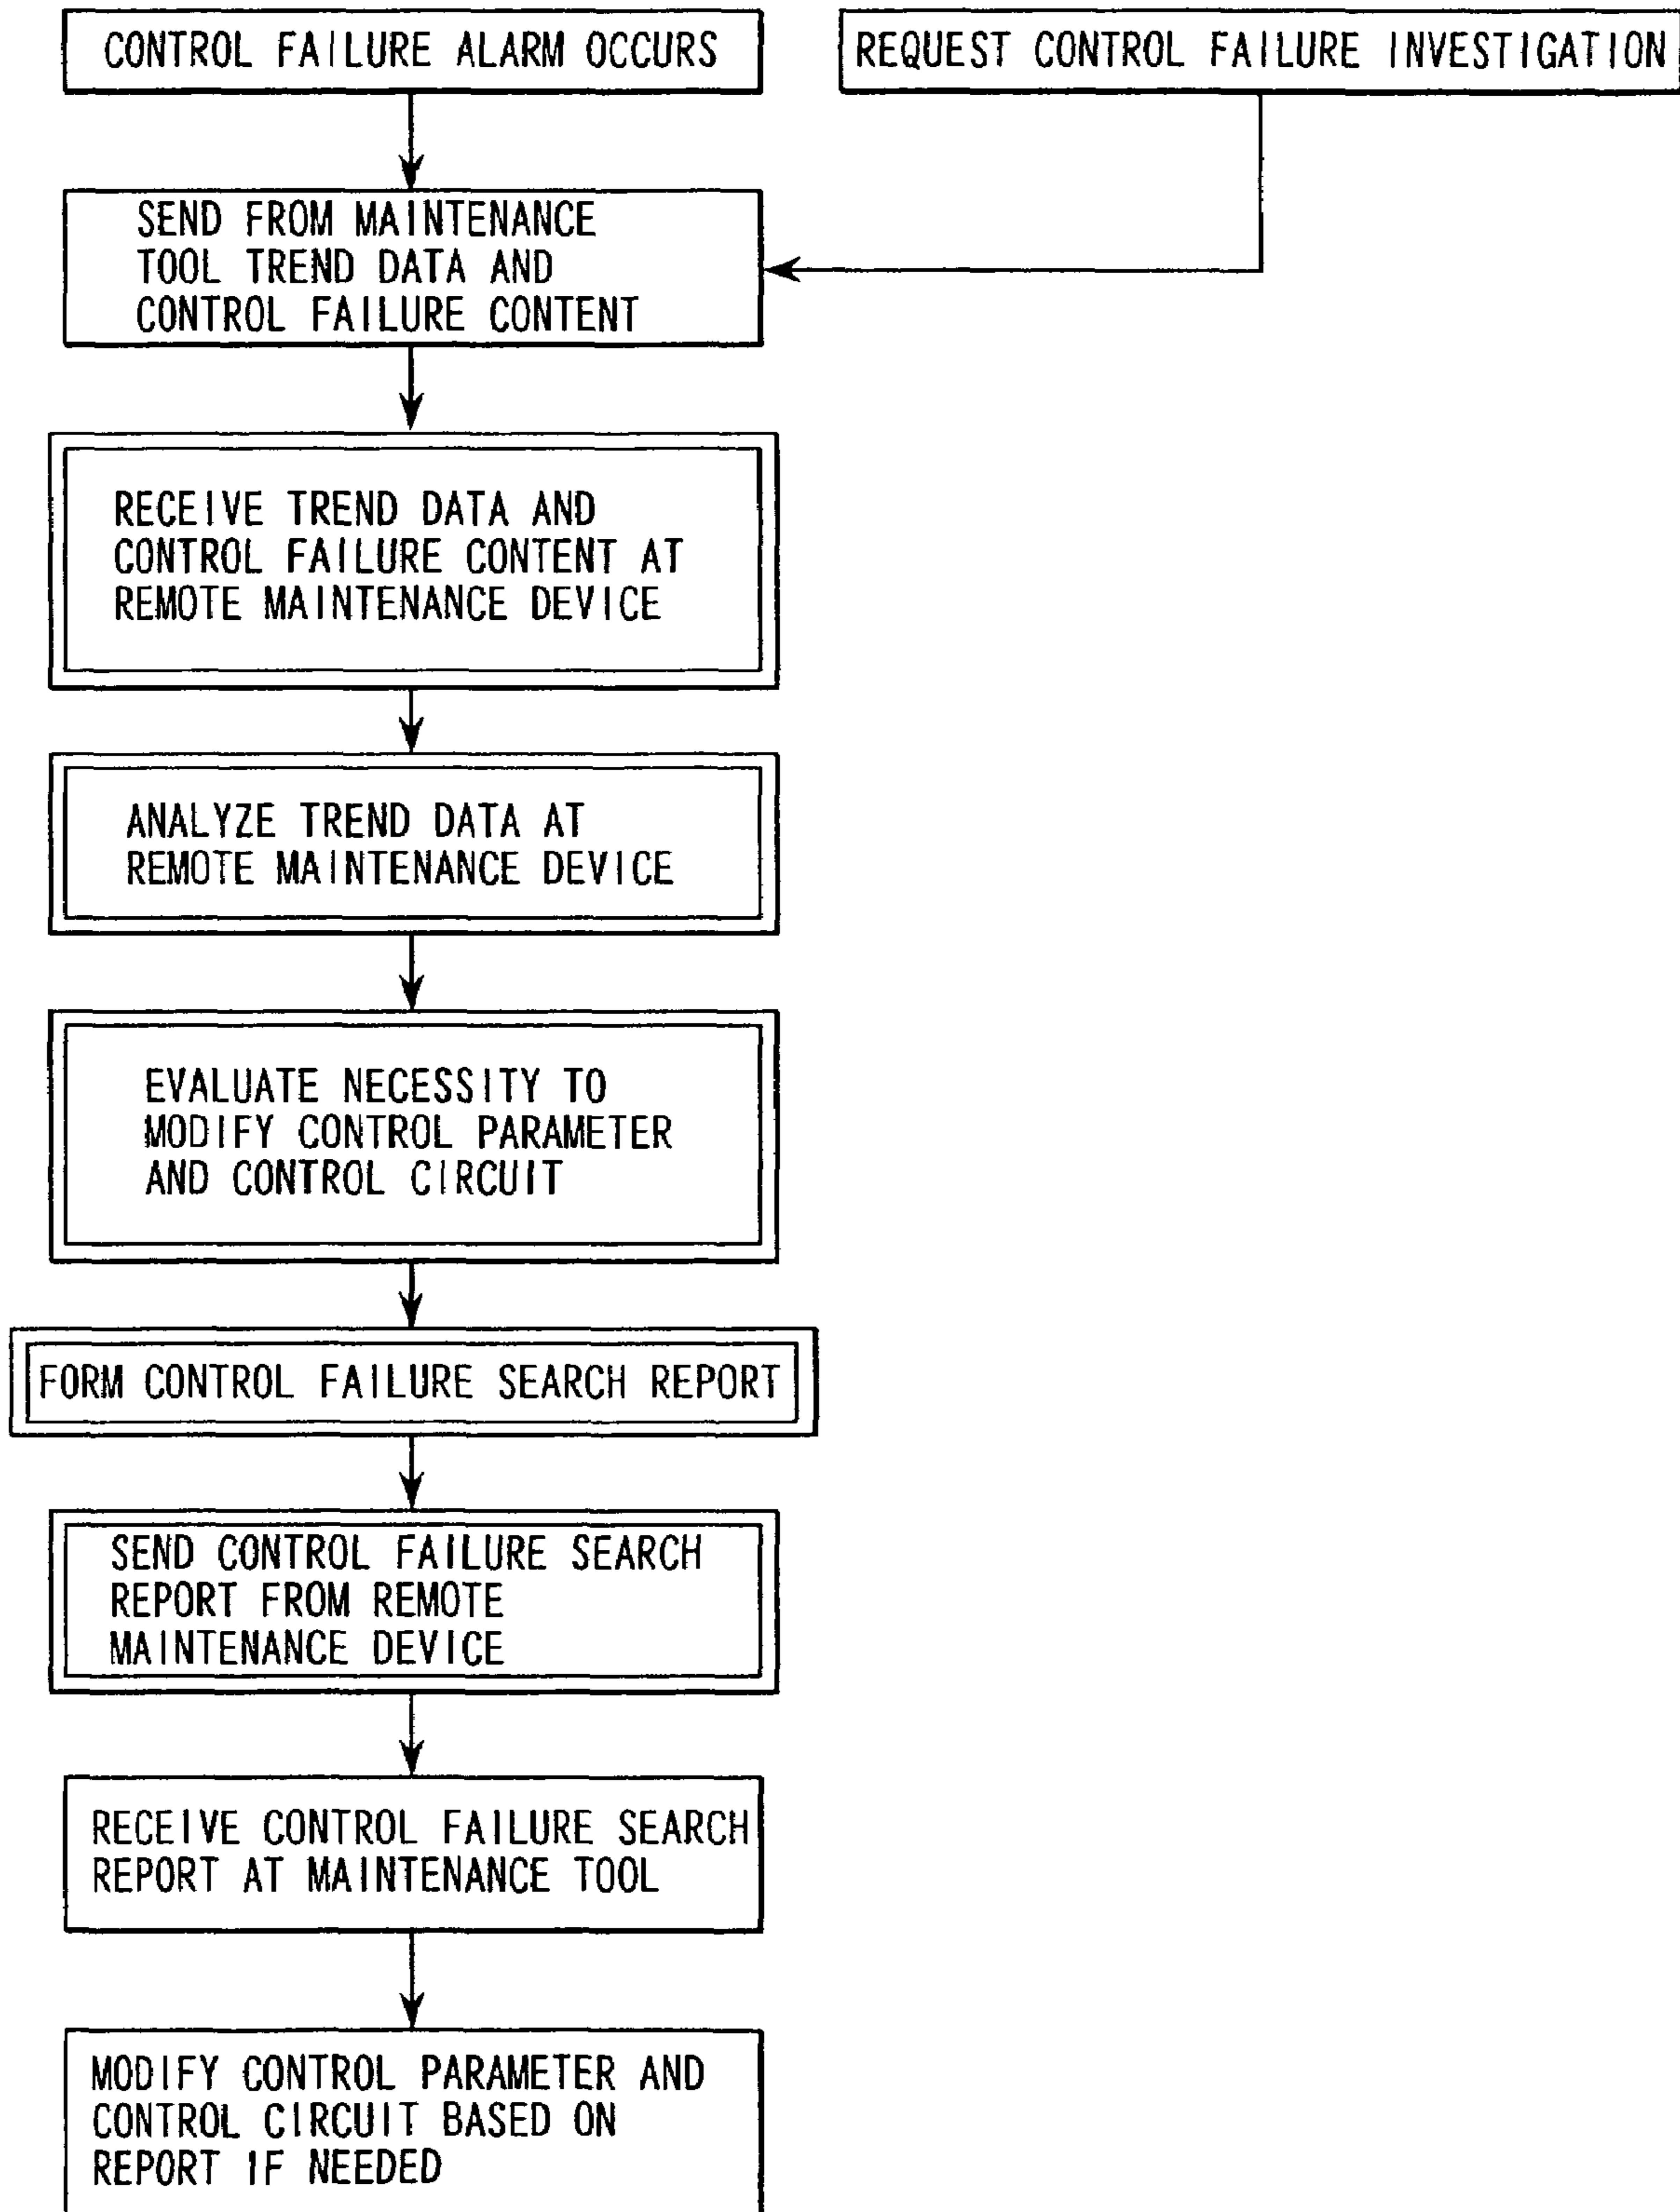 CONTROL FAILURE ALARM OCCURS
REQUEST CONTROL FAILURE INVESTIGATION
SEND FROM MAINTENANCE
TOOL TREND DATA AND
CONTROL FAILURE CONTENT
RECEIVE TREND DATA AND
CONTROL FAILURE CONTENT AT
REMOTE MAINTENANCE DEVICE
ANALYZE TREND DATA AT
REMOTE MAINTENANCE DEVICE
EVALUATE NECESSITY TO
MODIFY CONTROL PARAMETER
AND CONTROL CIRCUIT
FORM CONTROL FAILURE SEARCH REPORT
SEND CONTROL FAILURE SEARCH
REPORT FROM REMOTE
MAINTENANCE DEVICE
RECEIVE CONTROL FAILURE SEARCH
REPORT AT MAINTENANCE TOOL
MODIFY CONTROL PARAMETER AND
CONTROL CIRCUIT BASED ON
REPORT IF NEEDED